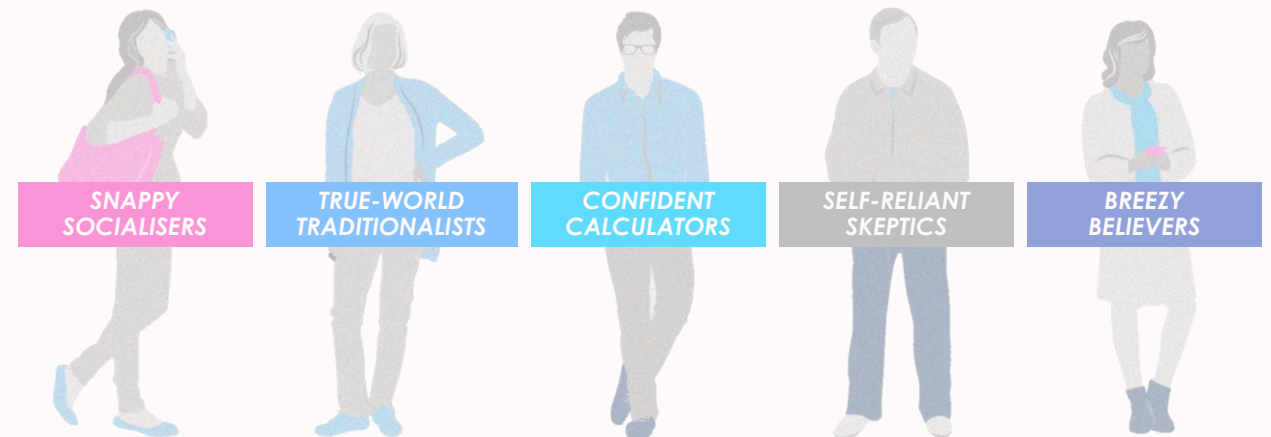 SNAPPY
SOCIALISERS
TRUE-WORLD
TRADITIONALISTS
CONFIDENT
CALCULATORS
SELF-RELIANT
SKEPTICS
BREEZY
BELIEVERS